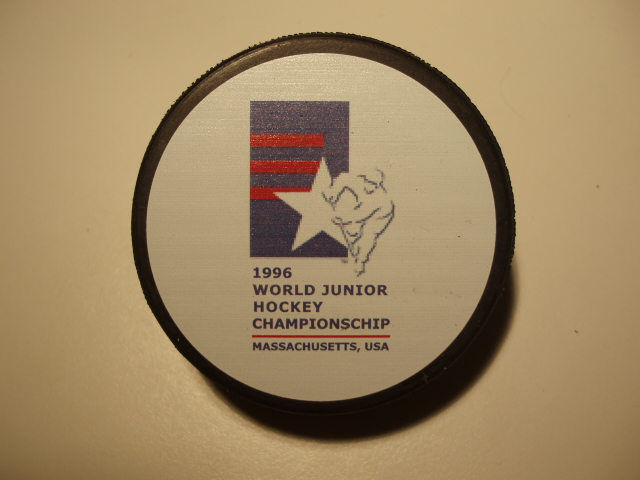 1996
WORLD JUNIOR
HOCKEY
CHAMPIONSCHIP
MASSACHUSETTS, USA